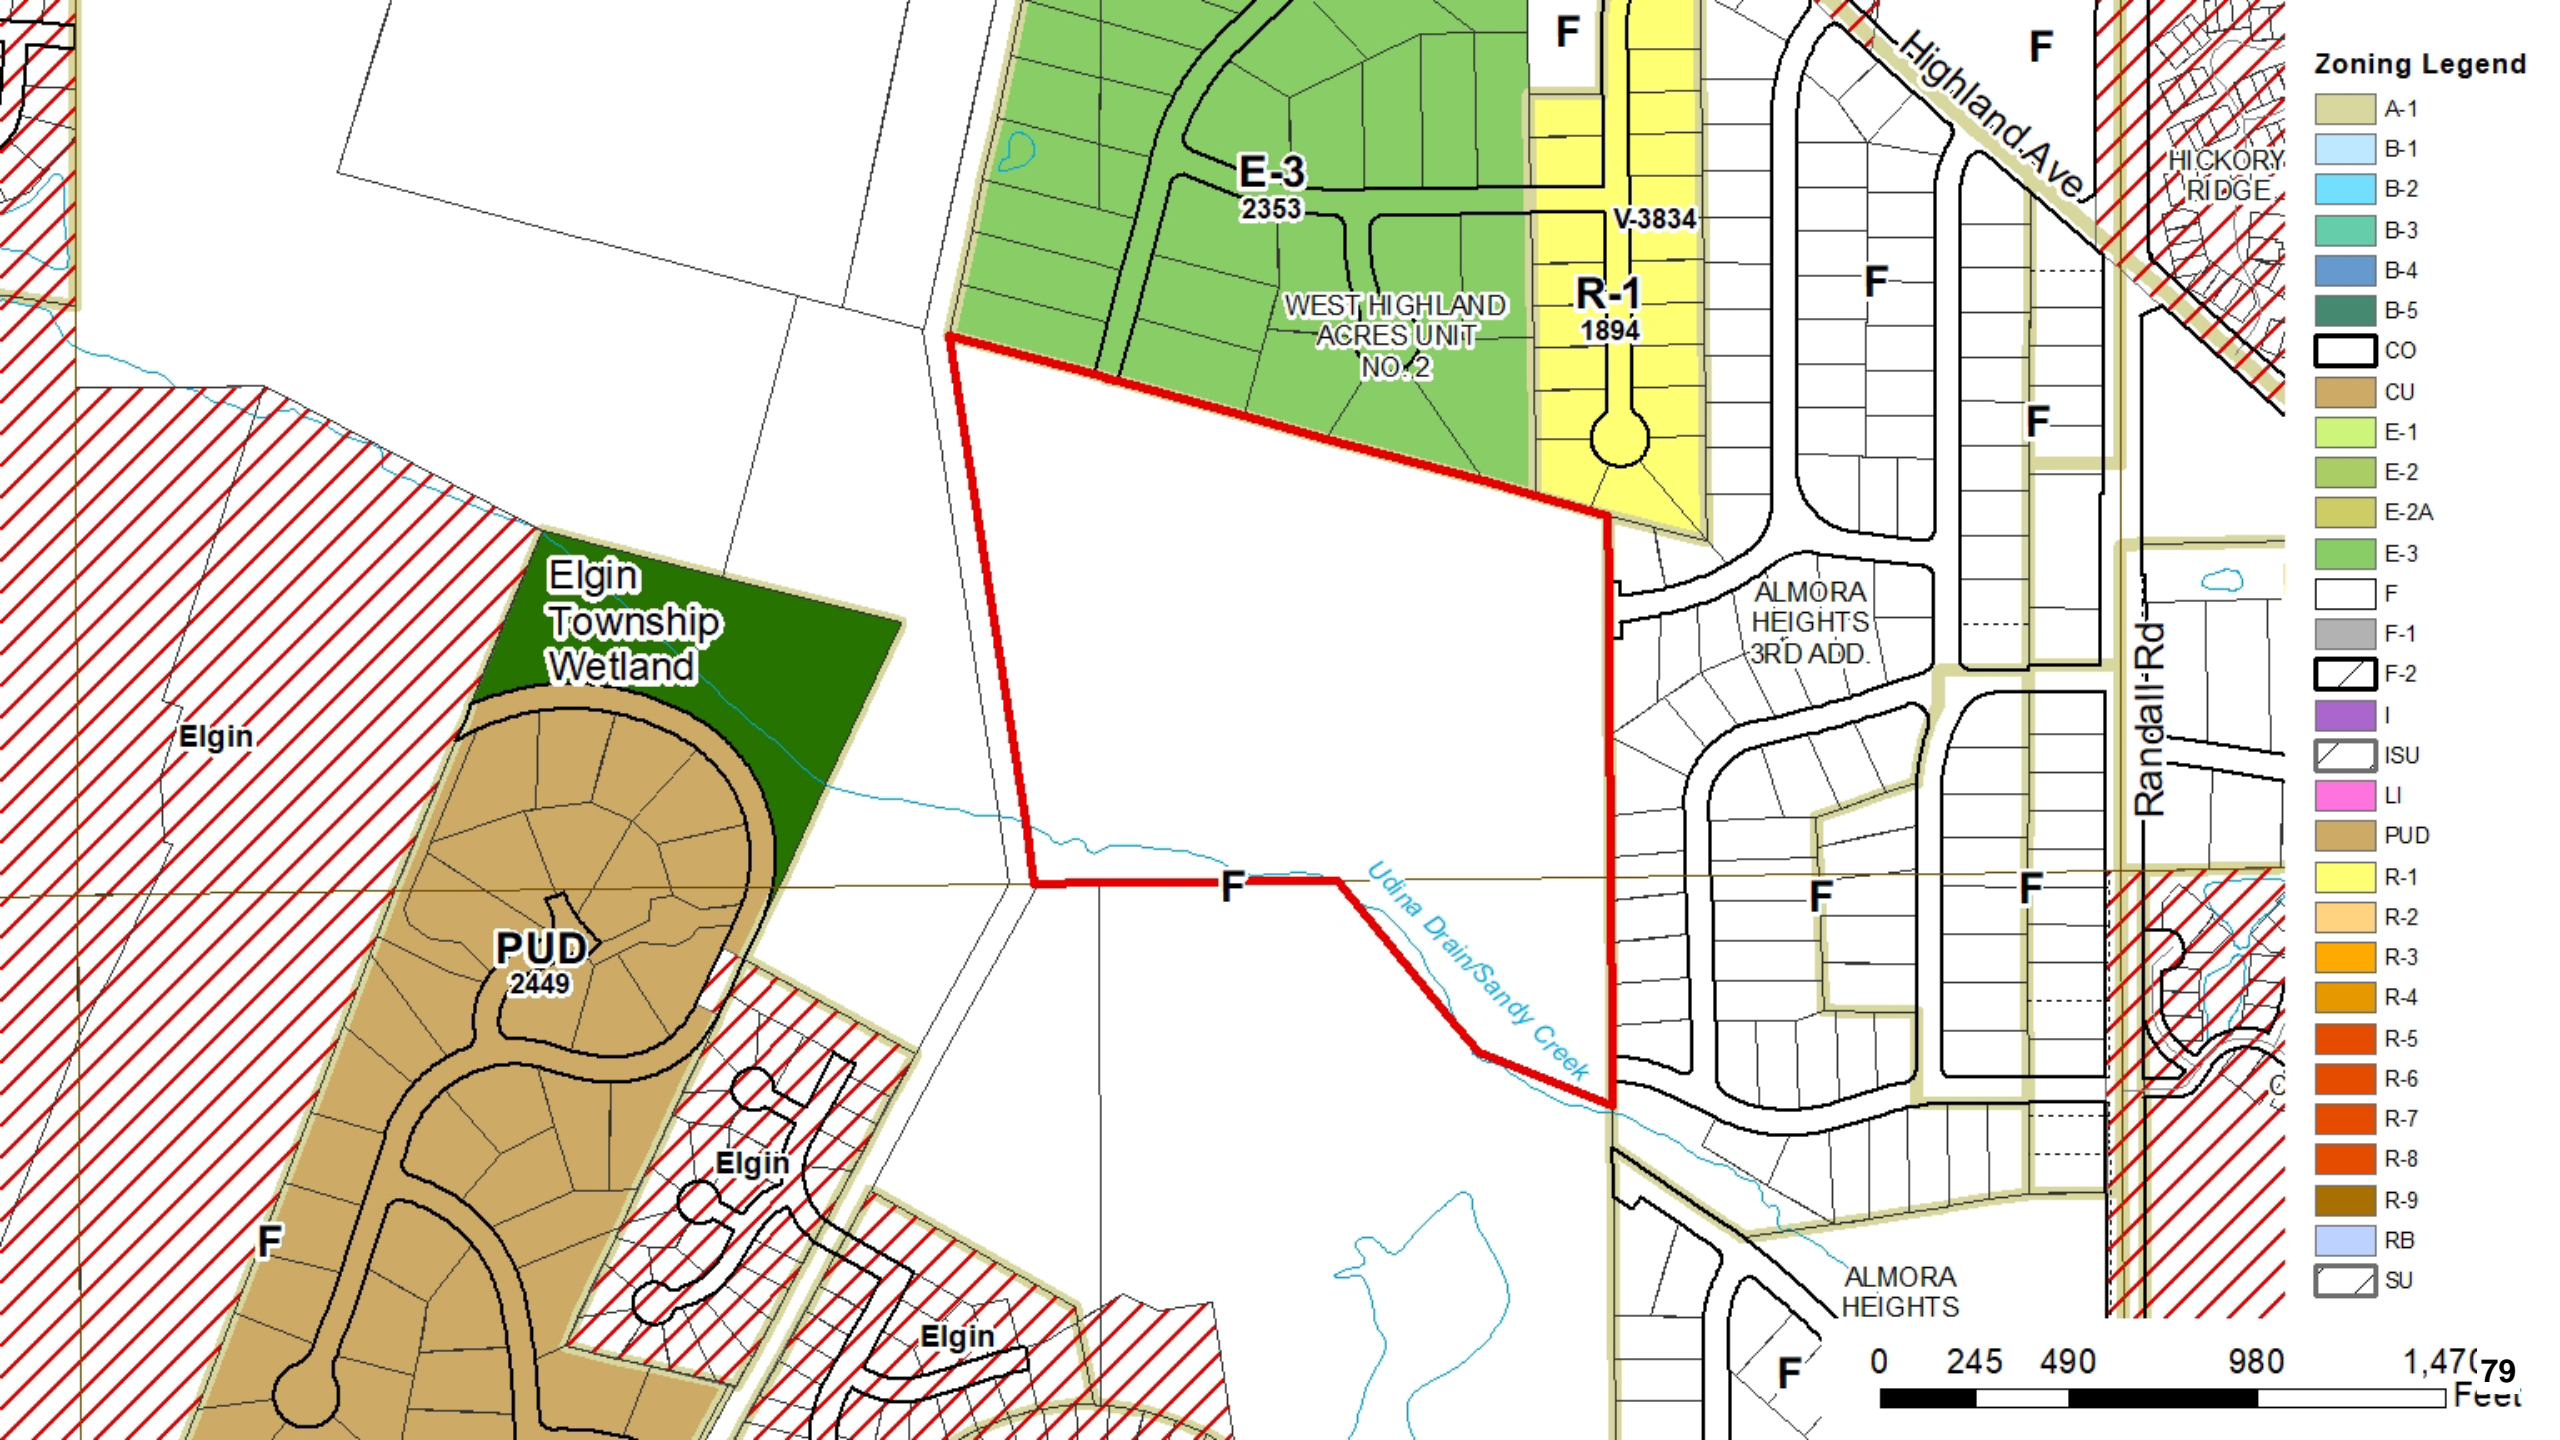 F
Highland Ave
F
HICKORY
RIDGE
E-3
2353
V-3834
R-1
1894
F
WEST HIGHLAND
ACRES UNIT
NO. 2
F
Elgin
Township
Wetland
ALMORA
HEIGHTS
3RD ADD.
Randall Rd
Elgin
F
Udina Drain/Sandy Creek
F
F
PUD
2449
Elgin
F
Elgin
ALMORA
HEIGHTS
F
Zoning Legend
A-1
B-1
B-2
B-3
B-4
B-5
CO
CU
E-1
E-2
E-2A
E-3
F
F-1
F-2
I
ISU
LI
PUD
R-1
R-2
R-3
R-4
R-5
R-6
R-7
R-8
R-9
RB
SU
0 245 490 980 1,470
Feet
79